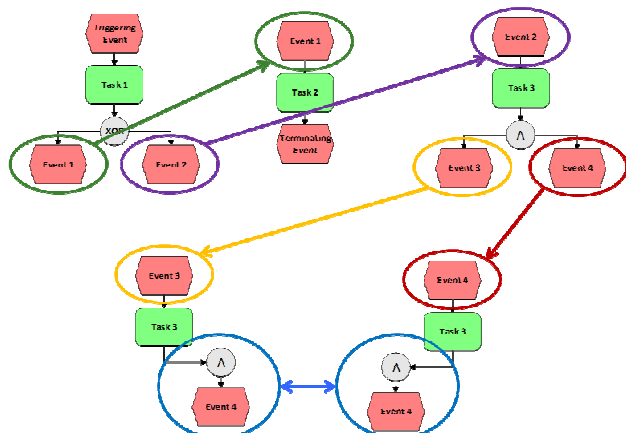 Triggering
Event
Task 1
XOR
Event 1
Event 2
Event 1
Task 2
Terminating
Event
Event 2
Task 3
Λ
Event 3
Event 4
Event 3
Task 3
Λ
Event 4
Event 4
Task 3
Λ
Event 4